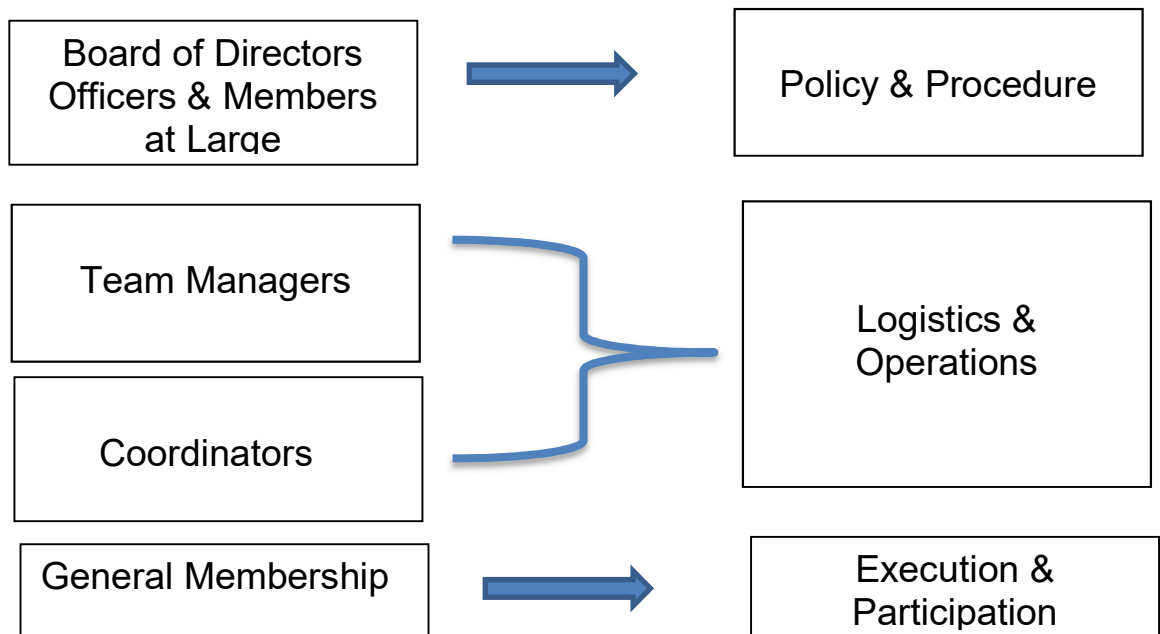 Board of Directors
Officers & Members
at Large
Policy & Procedure
Team Managers
Logistics &
Operations
Coordinators
General Membership
Execution &
Participation